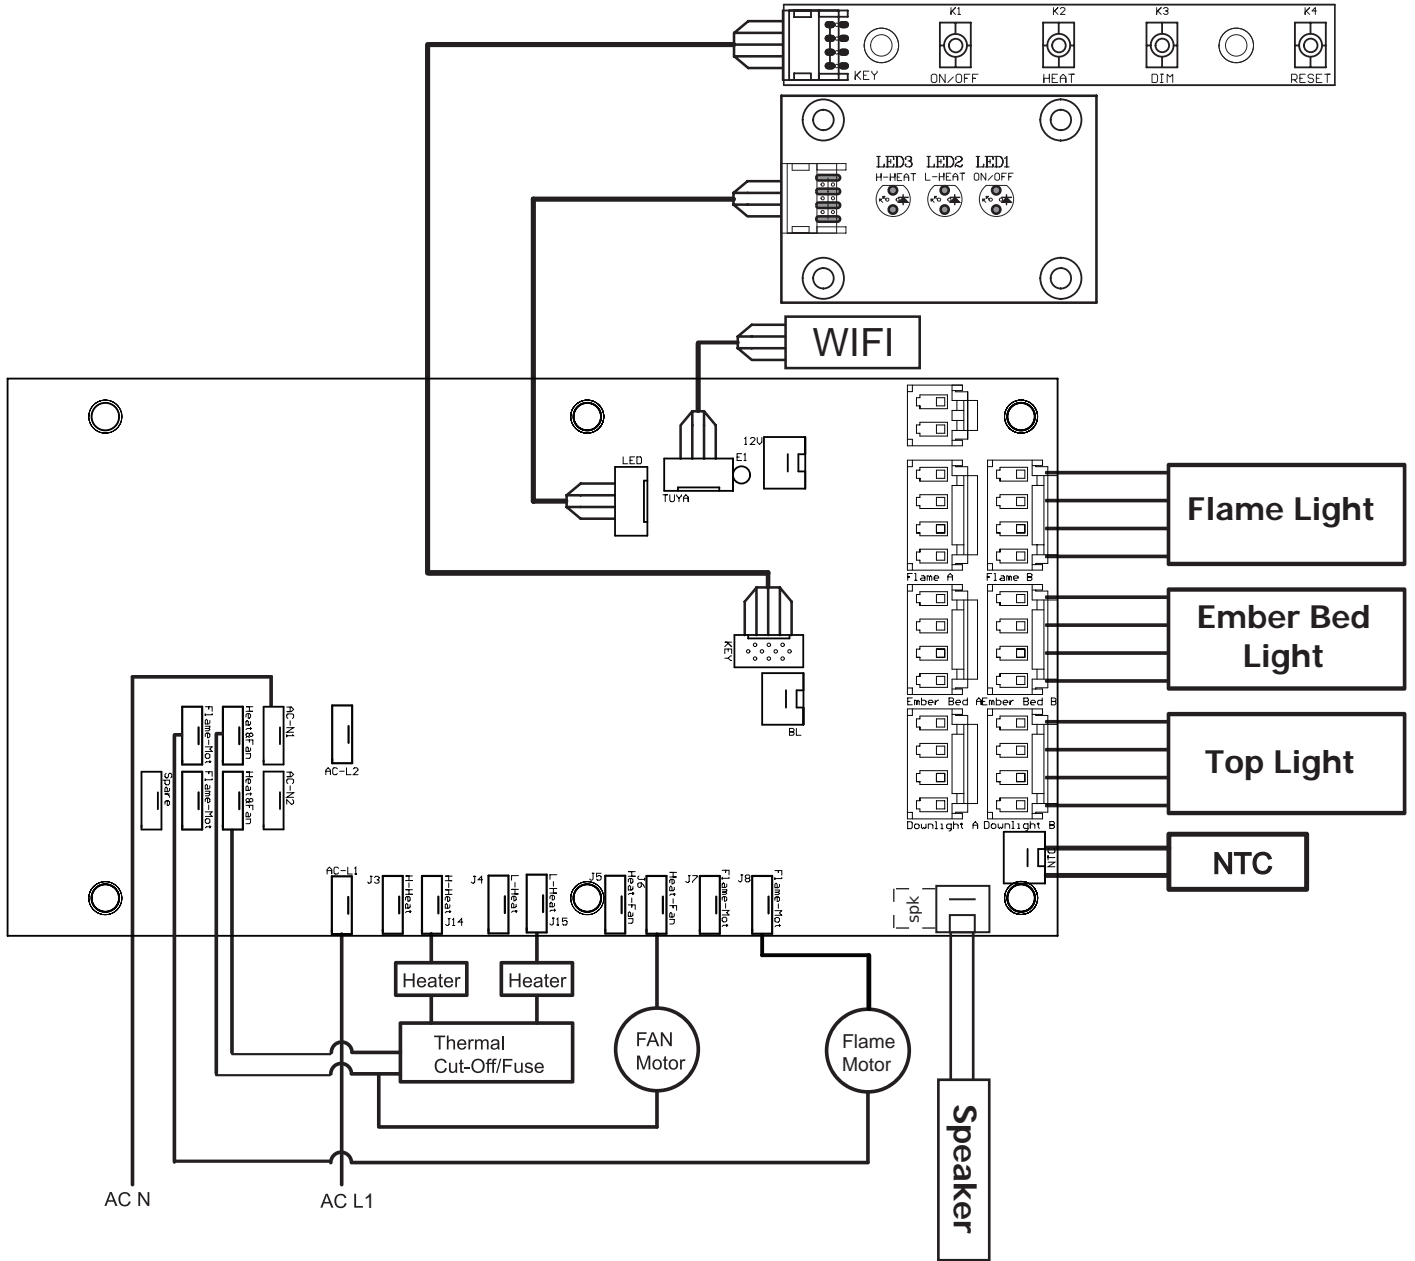 K1 K2 K3 K4
KEY ON/OFF HEAT DIM RESET
LED3 LED2 LED1
H-HEAT L-HEAT ON/OFF
WIFI
12V
LED
E1
TUYA
Flame Light
Flame A Flame B
KEY
Ember Bed
Light
Ember Bed A Ember Bed B
BL
Flame-Mot
Heat&Fan
AC-N1
AC-L2
Spare
Flame-Mot
Heat&Fan
AC-N2
Top Light
Downlight A Downlight B
NTC
NTC
AC-L1
J3
H-Heat
H-Heat
J14
J4
L-Heat
L-Heat
J15
J5
Heat-Fan
J6
Heat-Fan
J7
Flame-Mot
J8
Flame-Mot
spk
Heater
Heater
Thermal
Cut-Off/Fuse
FAN
Motor
Flame
Motor
Speaker
AC N
AC L1